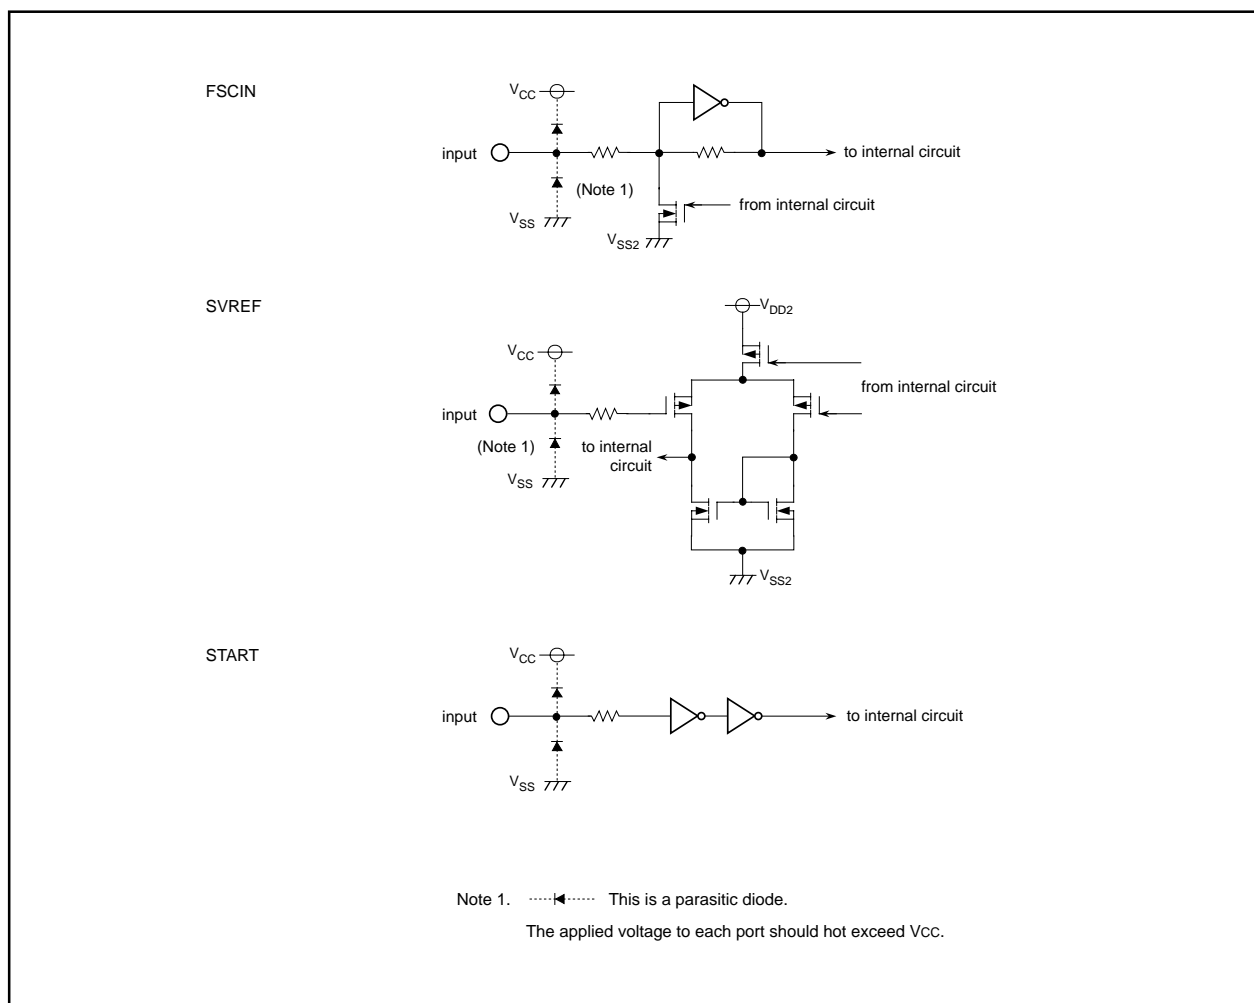 FSCIN
VCC
input
to internal circuit
(Note 1)
from internal circuit
VSS
VSS2
SVREF
VDD2
VCC
from internal circuit
input
(Note 1)
to internal
circuit
VSS
VSS2
START
VCC
input
to internal circuit
VSS
Note 1. This is a parasitic diode.
The applied voltage to each port should hot exceed VCC.